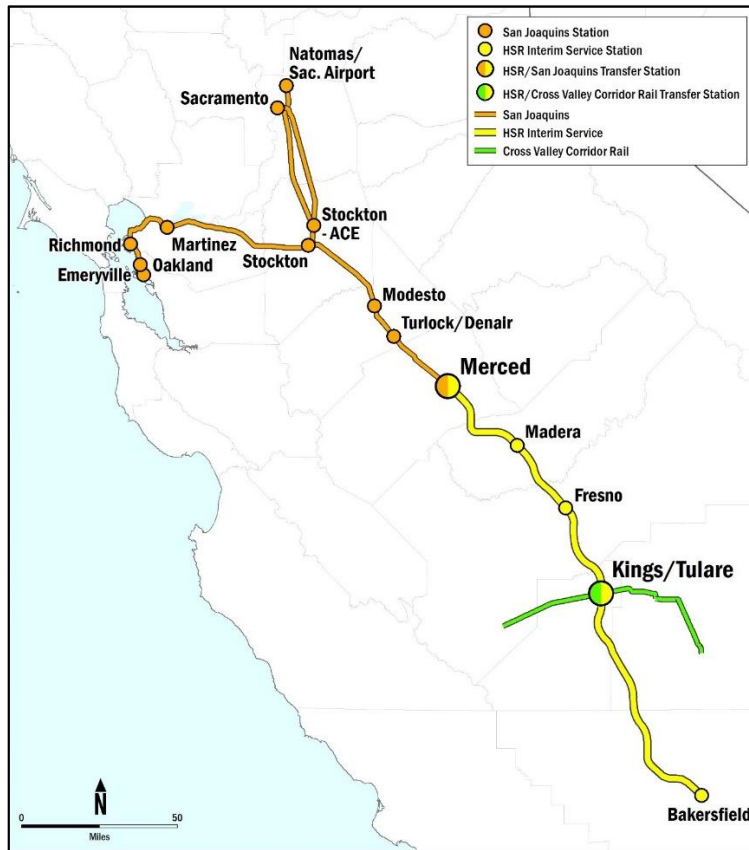 San Joaquins Station
HSR Interim Service Station
HSR/San Joaquins Transfer Station
HSR/Cross Valley Corridor Rail Transfer Station
San Joaquins
HSR Interim Service
Cross Valley Corridor Rail
Natomas/
Sac. Airport
Sacramento
Stockton
- ACE
Richmond
Martinez
Stockton
Oakland
Emeryville
Modesto
Turlock/Denair
Merced
Madera
Fresno
Kings/Tulare
Bakersfield
N
0
50
Miles